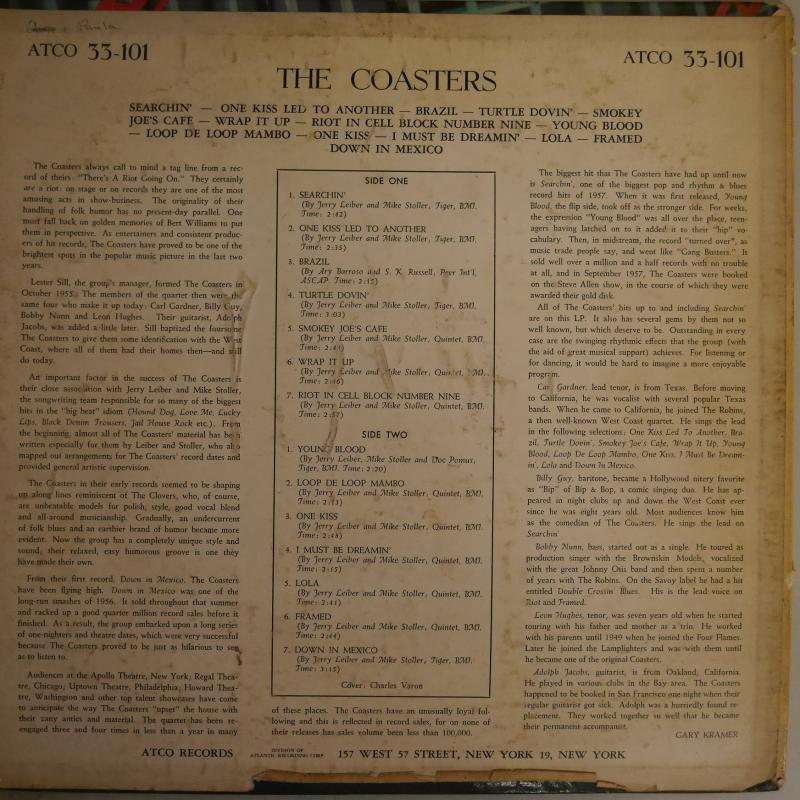 Paula
ATCO 33-101
ATCO 33-101
THE COASTERS
SEARCHIN' — ONE KISS LED TO ANOTHER — BRAZIL — TURTLE DOVIN' — SMOKEY
JOE'S CAFE — WRAP IT UP — RIOT IN CELL BLOCK NUMBER NINE — YOUNG BLOOD
— LOOP DE LOOP MAMBO — ONE KISS — I MUST BE DREAMIN' — LOLA — FRAMED
DOWN IN MEXICO
The Coasters always call to mind a tag line from a rec-
ord of theirs: "There's A Riot Going On." They certainly
are a riot: on stage or on records they are one of the most
amusing acts in show-business. The originality of their
handling of folk humor has no present-day parallel. One
must fall back on golden memories of Bert Williams to put
them in perspective. As entertainers and consistent produc-
ers of hit records, The Coasters have proved to be one of the
brightest spots in the popular music picture in the last two
years.
Lester Sill, the group's manager, formed The Coasters in
October 1955. The members of the quartet then were the
same four who make it up today: Carl Gardner, Billy Guy,
Bobby Nunn and Leon Hughes. Their guitarist, Adolph
Jacobs, was added a little later. Sill baptized the foursome
The Coasters to give them some identification with the West
Coast, where all of them had their homes then—and still
do today.
An important factor in the success of The Coasters is
their close association with Jerry Leiber and Mike Stoller,
the songwriting team responsible for so many of the biggest
hits in the "big beat" idiom (Hound Dog, Love Me, Lucky
Lips, Black Denim Trousers, Jail House Rock etc.). From
the beginning, almost all of The Coasters' material has been
written especially for them by Leiber and Stoller, who also
mapped out arrangements for The Coasters' record dates and
provided general artistic supervision.
The Coasters in their early records seemed to be shaping
up along lines reminiscent of The Clovers, who, of course,
are unbeatable models for polish, style, good vocal blend
and all-around musicianship. Gradually, an undercurrent
of folk blues and an earthier brand of humor became more
evident. Now the group has a completely unique style and
sound; their relaxed, easy humorous groove is one they
have made their own.
From their first record, Down in Mexico, The Coasters
have been flying high. Down in Mexico was one of the
long-run smashes of 1956. It sold throughout that summer
and racked up a good quarter million record sales before it
finished. As a result, the group embarked upon a long series
of one-nighters and theatre dates, which were very successful
because The Coasters proved to be just as hilarious to see
as to listen to.
Audiences at the Apollo Theatre, New York; Regal Thea-
tre, Chicago; Uptown Theatre, Philadelphia; Howard Thea-
tre, Washington and other top talent showcases have come
to anticipate the way The Coasters "upset" the house with
their zany antics and material. The quartet has been re-
engaged three and four times in less than a year in many
SIDE ONE
1. SEARCHIN'
(By Jerry Leiber and Mike Stoller, Tiger, BMI.
Time: 2:42)
2. ONE KISS LED TO ANOTHER
(By Jerry Leiber and Mike Stoller, Tiger, BMI.
Time: 2:35)
3. BRAZIL
(By Ary Barroso and S. K. Russell, Peer Int'l,
ASCAP. Time: 2:15)
4. TURTLE DOVIN'
(By Jerry Leiber and Mike Stoller, Tiger, BMI.
Time: 3:03)
5. SMOKEY JOE'S CAFE
(By Jerry Leiber and Mike Stoller, Quintet, BMI.
Time:
6. WRAP IT UP
(By Jerry Leiber and Mike Stoller, Quintet, BMI.
Time:
7. RIOT IN CELL BLOCK NUMBER NINE
(By Jerry Leiber and Mike Stoller, Quintet, BMI.
Time: 2:57)
SIDE TWO
1. YOUNG BLOOD
(By Jerry Leiber, Mike Stoller and Doc Pomus,
Tiger, BMI. Time: 2:20)
2. LOOP DE LOOP MAMBO
(By Jerry Leiber and Mike Stoller, Quintet, BMI.
Time:
3. ONE KISS
(By Jerry Leiber and Mike Stoller, Quintet, BMI.
Time: 2:48)
4. I MUST BE DREAMIN'
(By Jerry Leiber and Mike Stoller, Quintet, BMI.
Time: 2:15)
5. LOLA
(By Jerry Leiber and Mike Stoller, Quintet, BMI.
Time: 2:41)
6. FRAMED
(By Jerry Leiber and Mike Stoller, Quintet, BMI.
Time: 2:44)
7. DOWN IN MEXICO
(By Jerry Leiber and Mike Stoller, Tiger, BMI.
Time: 3:15)
Cover: Charles Varon
of these places. The Coasters have an unusually loyal fol-
lowing and this is reflected in record sales, for on none of
their releases has sales volume been less than 100,000.
The biggest hit that The Coasters have had up until now
is Searchin', one of the biggest pop and rhythm & blues
record hits of 1957. When it was first released, Young
Blood, the flip side, took off as the stronger side. For weeks,
the expression "Young Blood" was all over the place, teen-
agers having latched on to it added it to their "hip" vo-
cabulary. Then, in midstream, the record "turned over", as
music trade people say, and went like "Gang Busters." It
sold well over a million and a half records with no trouble
at all, and in September 1957, The Coasters were booked
on the Steve Allen show, in the course of which they were
awarded their gold disk.
All of The Coasters' hits up to and including Searchin'
are on this LP. It also has several gems by them not so
well known, but which deserve to be. Outstanding in every
case are the swinging rhythmic effects that the group (with
the aid of great musical support) achieves. For listening or
for dancing, it would be hard to imagine a more enjoyable
program.
Carl Gardner, lead tenor, is from Texas. Before moving
to California, he was vocalist with several popular Texas
bands. When he came to California, he joined The Robins,
a then well-known West Coast quartet. He sings the lead
in the following selections: One Kiss Led To Another, Bra-
zil, Turtle Dovin', Smokey Joe's Cafe, Wrap It Up, Young
Blood, Loop De Loop Mambo, One Kiss, I Must Be Dream-
in', Lola and Down In Mexico.
Billy Guy, baritone, became a Hollywood nitery favorite
as "Bip" of Bip & Bop, a comic singing duo. He has ap-
peared in night clubs up and down the West Coast ever
since he was eight years old. Most audiences know him
as the comedian of The Coasters. He sings the lead on
Searchin'
Bobby Nunn, bass, started out as a single. He toured as
production singer with the Brownskin Models, vocalized
with the great Johnny Otis band and then spent a number
of years with The Robins. On the Savoy label he had a hit
entitled Double Crossin' Blues. His is the lead voice on
Riot and Framed.
Leon Hughes, tenor, was seven years old when he started
touring with his father and mother as a trio. He worked
with his parents until 1949 when he joined the Four Flames.
Later he joined the Lamplighters and was with them until
he became one of the original Coasters.
Adolph Jacobs, guitarist, is from Oakland, California.
He played in various clubs in the Bay area. The Coasters
happened to be booked in San Francisco one night when their
regular guitarist got sick. Adolph was a hurriedly found re-
placement. They worked together so well that he became
their permanent accompanist.
GARY KRAMER
ATCO RECORDS DIVISION OF ATLANTIC RECORDING CORP. 157 WEST 57 STREET, NEW YORK 19, NEW YORK